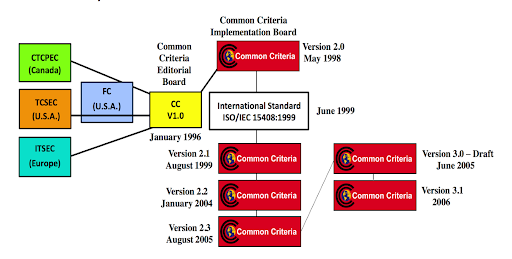 Common Criteria
Implementation Board
Common
Criteria
Editorial
Board
CTCPEC
(Canada)
FC
(U.S.A.)
TCSEC
(U.S.A.)
ITSEC
(Europe)
CC
V1.0
January 1996
Common Criteria
Version 2.0
May 1998
International Standard
ISO/IEC 15408:1999
June 1999
Version 2.1
August 1999
Common Criteria
Version 2.2
January 2004
Common Criteria
Version 2.3
August 2005
Common Criteria
Common Criteria
Version 3.0 – Draft
June 2005
Common Criteria
Version 3.1
2006